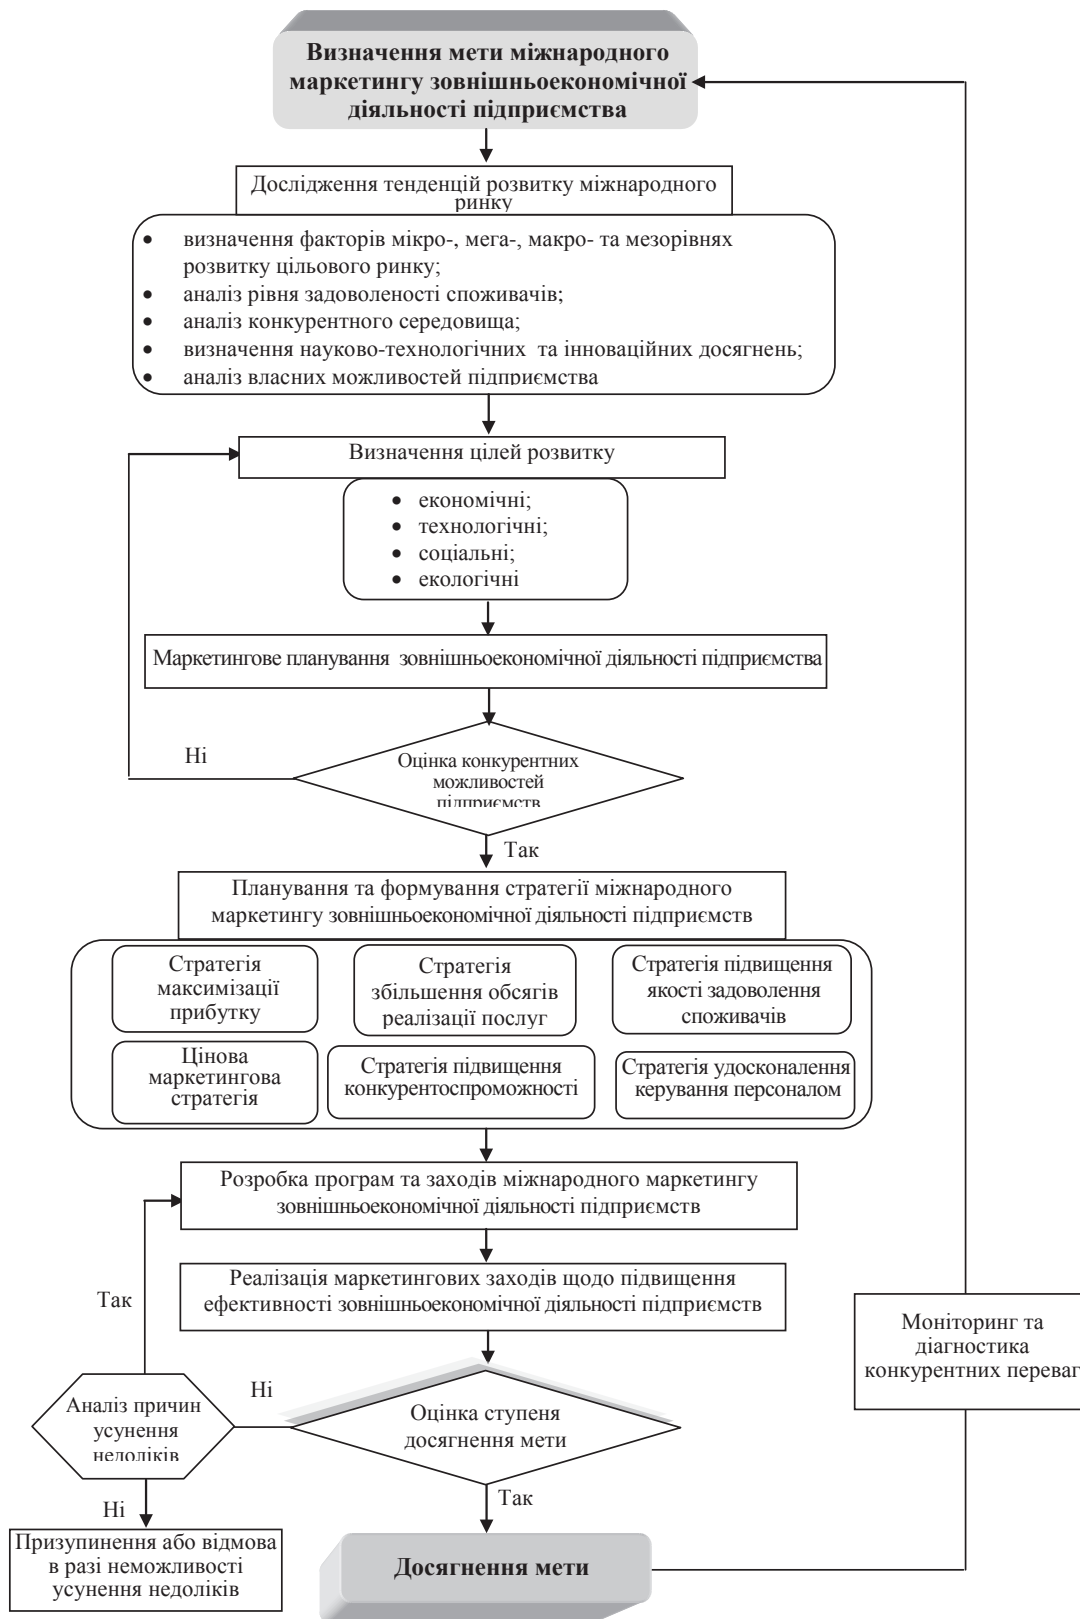 Визначення мети міжнародного
маркетингу зовнішньоекономічної
діяльності підприємства
Дослідження тенденцій розвитку міжнародного
ринку
• визначення факторів мікро-, мега-, макро- та мезорівнях
розвитку цільового ринку;
• аналіз рівня задоволеності споживачів;
• аналіз конкурентного середовища;
• визначення науково-технологічних та інноваційних досягнень;
• аналіз власних можливостей підприємства
Визначення цілей розвитку
• економічні;
• технологічні;
• соціальні;
• екологічні
Маркетингове планування зовнішньоекономічної діяльності підприємства
Ні
Оцінка конкурентних
можливостей
підприємств
Так
Планування та формування стратегії міжнародного
маркетингу зовнішньоекономічної діяльності підприємств
Стратегія
максимізації
прибутку
Стратегія
збільшення обсягів
реалізації послуг
Стратегія підвищення
якості задоволення
споживачів
Цінова
маркетингова
стратегія
Стратегія підвищення
конкурентоспроможності
Стратегія удосконалення
керування персоналом
Розробка програм та заходів міжнародного маркетингу
зовнішньоекономічної діяльності підприємств
Реалізація маркетингових заходів щодо підвищення
ефективності зовнішньоекономічної діяльності підприємств
Так
Моніторинг та
діагностика
конкурентних переваг
Аналіз причин
усунення
недоліків
Ні
Оцінка ступеня
досягнення мети
Ні
Так
Призупинення або відмова
в разі неможливості
усунення недоліків
Досягнення мети